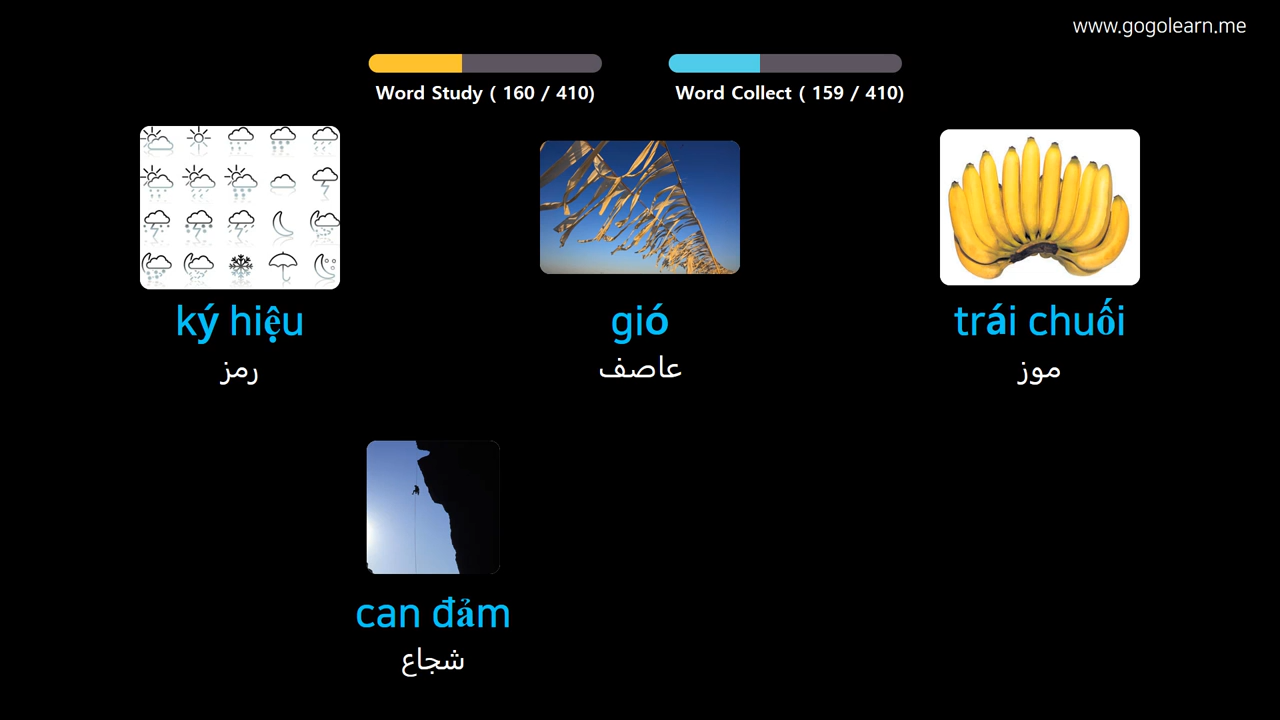 www.gogolearn.me
Word Study ( 160 / 410)
Word Collect ( 159 / 410)
ký hiệu
رمز
gió
عاصف
trái chuối
موز
can đảm
شجاع